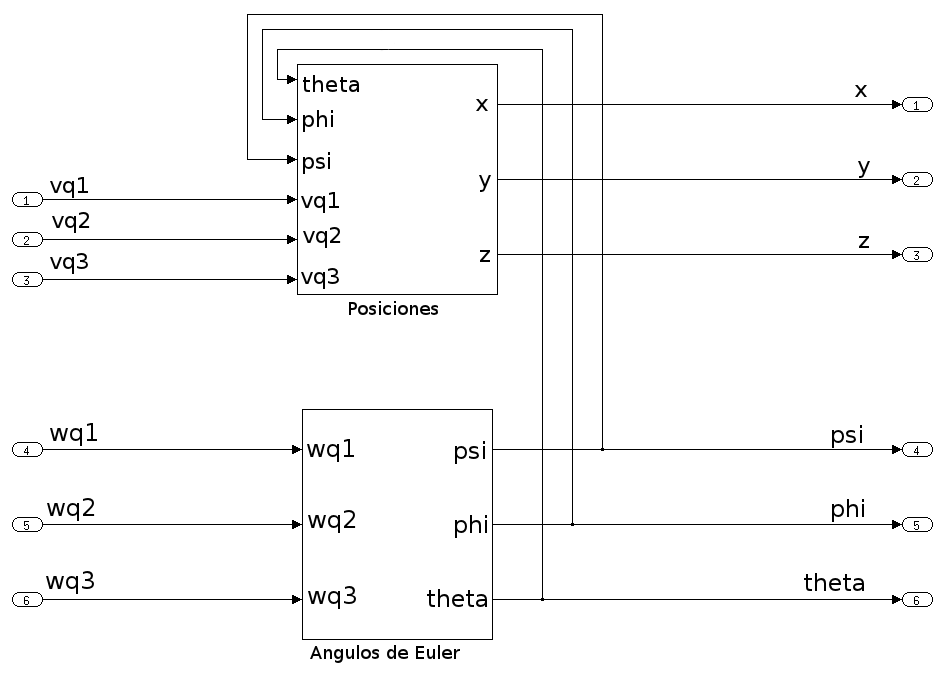 theta
phi
psi
vq1
vq2
vq3
x
y
z
Posiciones
1 vq1
2 vq2
3 vq3
x 1
y 2
z 3
4 wq1
5 wq2
6 wq3
wq1
wq2
wq3
psi
phi
theta
Angulos de Euler
psi 4
phi 5
theta 6